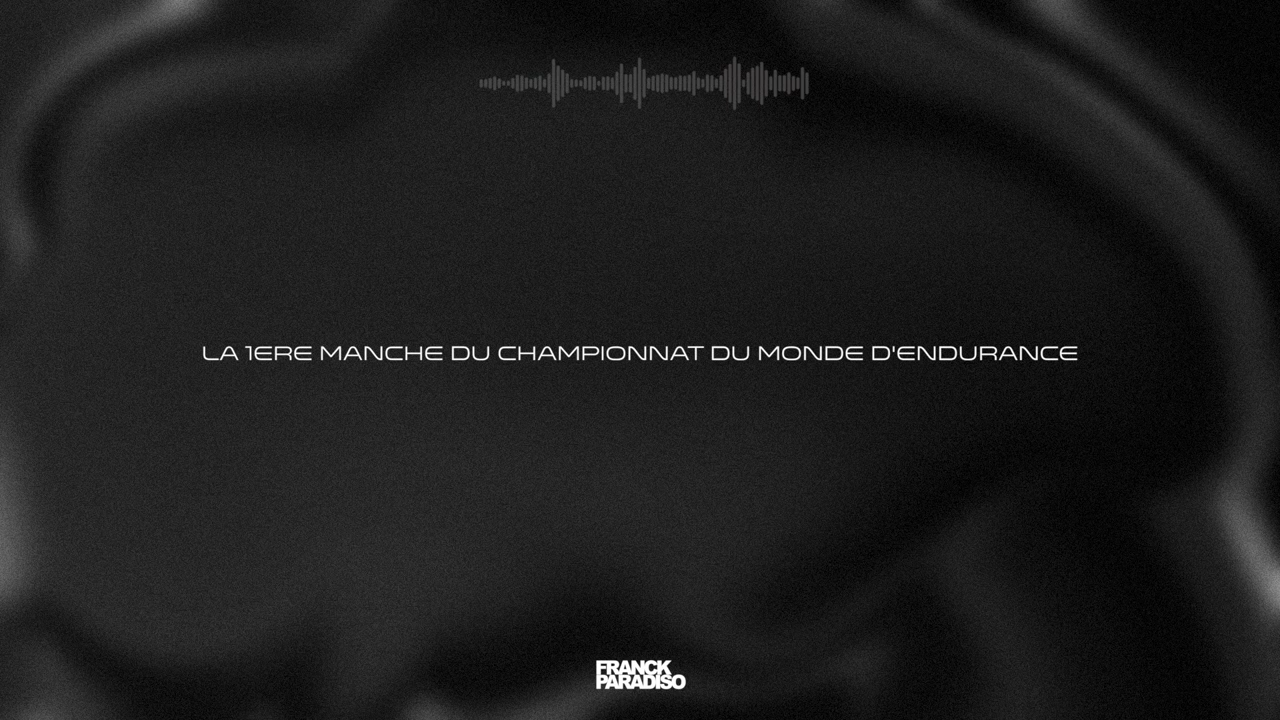 LA 1ERE MANCHE DU CHAMPIONNAT DU MONDE D'ENDURANCE
FRANCK
PARADISO